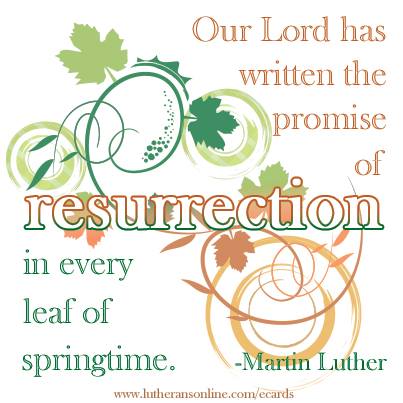 Our Lord has
written the
promise
of
resurrection
in every
leaf of
springtime.
-Martin Luther
www.lutheransonline.com/ecards